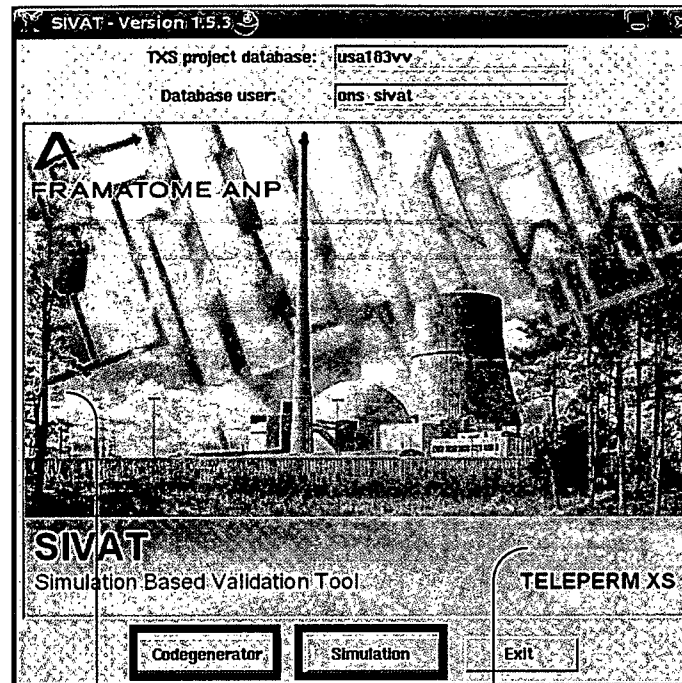 SIVAT - Version 1.5.3
TXS project database: usa183vv
Database user: ons_sivat
FRAMATOME ANP
SIVAT
Simulation Based Validation Tool
TELEPERM XS
Codegenerator
Simulation
Exit